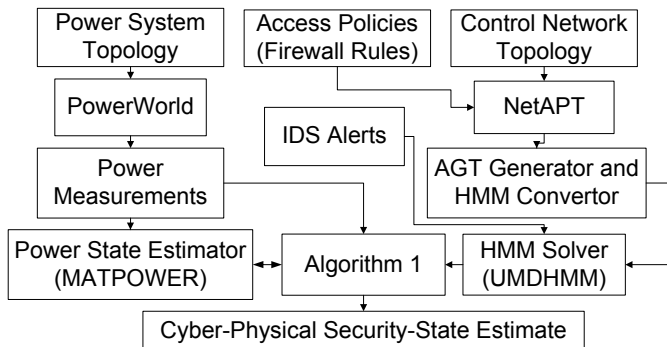 Power System
Topology
Access Policies
(Firewall Rules)
Control Network
Topology
PowerWorld
NetAPT
IDS Alerts
Power
Measurements
AGT Generator and
HMM Convertor
Power State Estimator
(MATPOWER)
Algorithm 1
HMM Solver
(UMDHMM)
Cyber-Physical Security-State Estimate